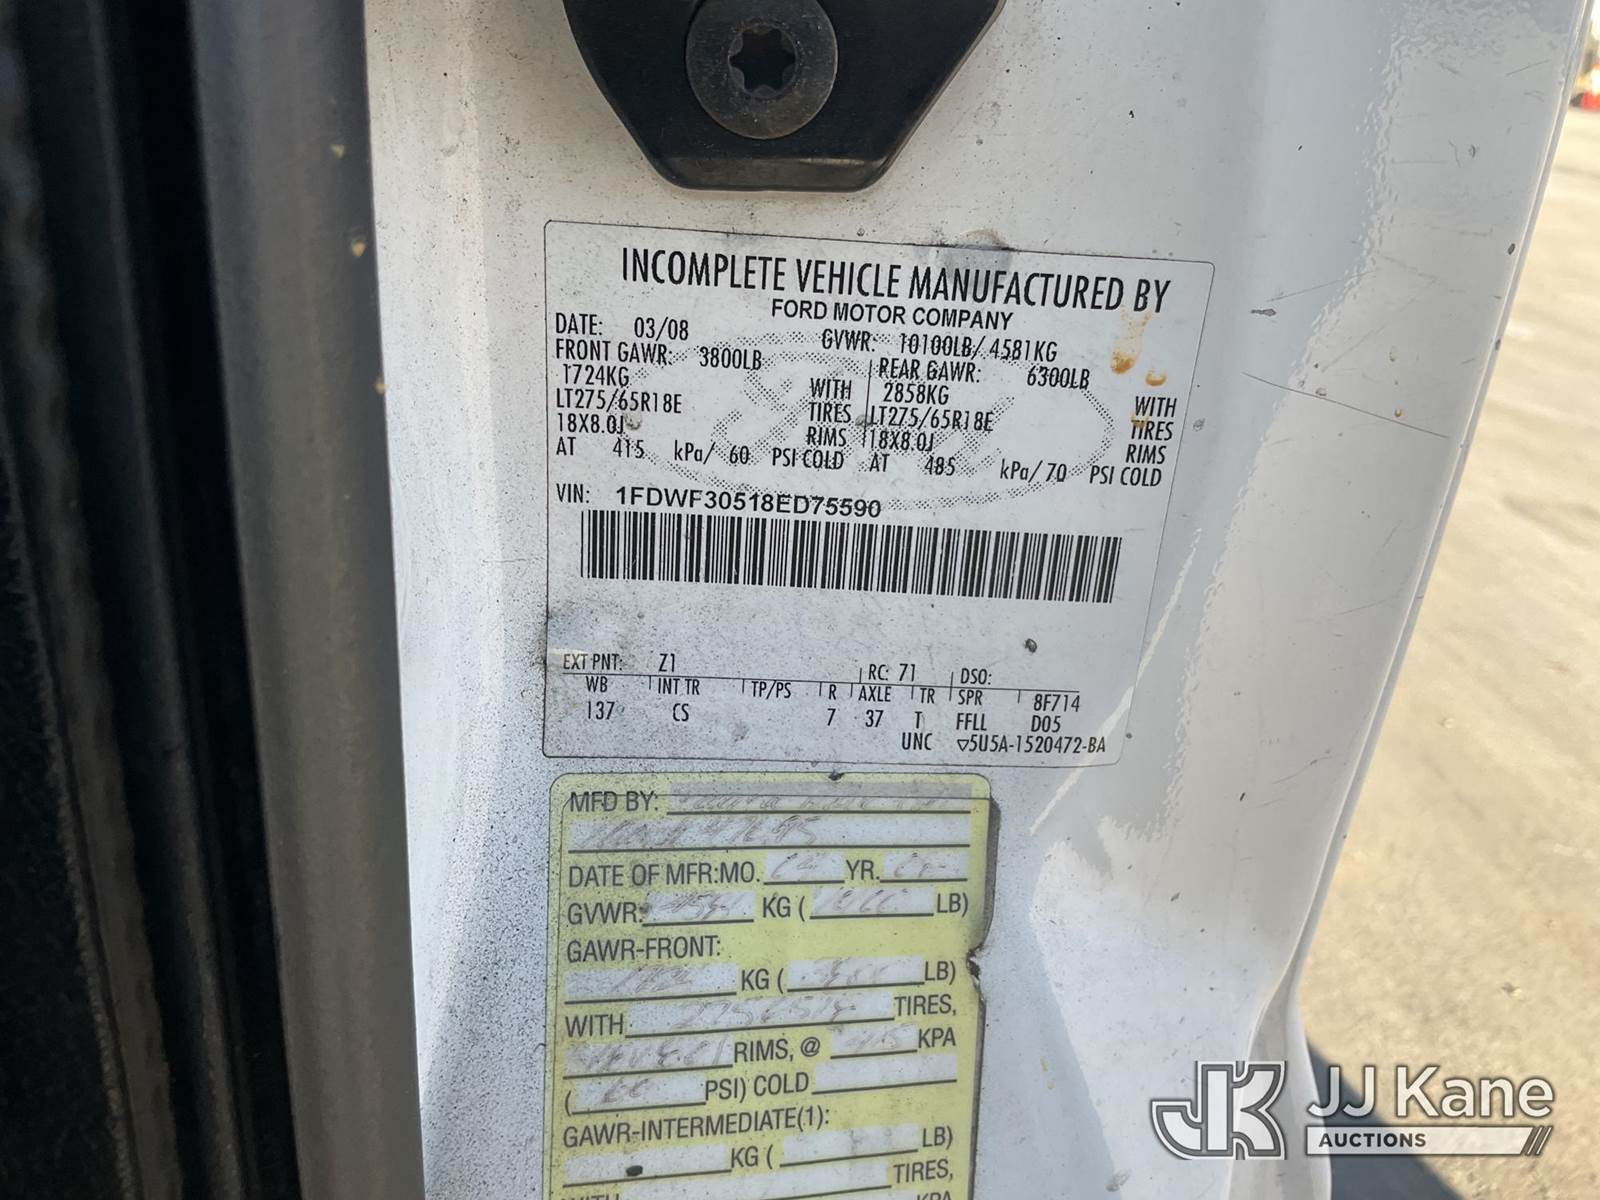 INCOMPLETE VEHICLE MANUFACTURED BY
FORD MOTOR COMPANY
DATE: 03/08 GVWR: 10100LB/ 4581KG
FRONT GAWR: 3800LB REAR GAWR: 6300LB
1724KG WITH 2858KG WITH
LT275/65R18E TIRES LT275/65R18E TIRES
18X8.0J RIMS 18X8.0J RIMS
AT 415 kPa/ 60 PSI COLD AT 485 kPa/ 70 PSI COLD
VIN: 1FDWF30518ED75590
EXT PNT: Z1 RC: 71 DSO:
WB INT TR TP/PS R AXLE TR SPR 8F714
137 CS 7 37 T FFLL D05
UNC ▽5U5A-1520472-BA
MFD BY:
DATE OF MFR: MO. YR.
GVWR: KG ( LB)
GAWR-FRONT:
KG ( LB)
WITH TIRES,
RIMS, @ KPA
( PSI) COLD
GAWR-INTERMEDIATE(1):
KG ( LB)
TIRES,
WITH KPA
JK JJ Kane
AUCTIONS